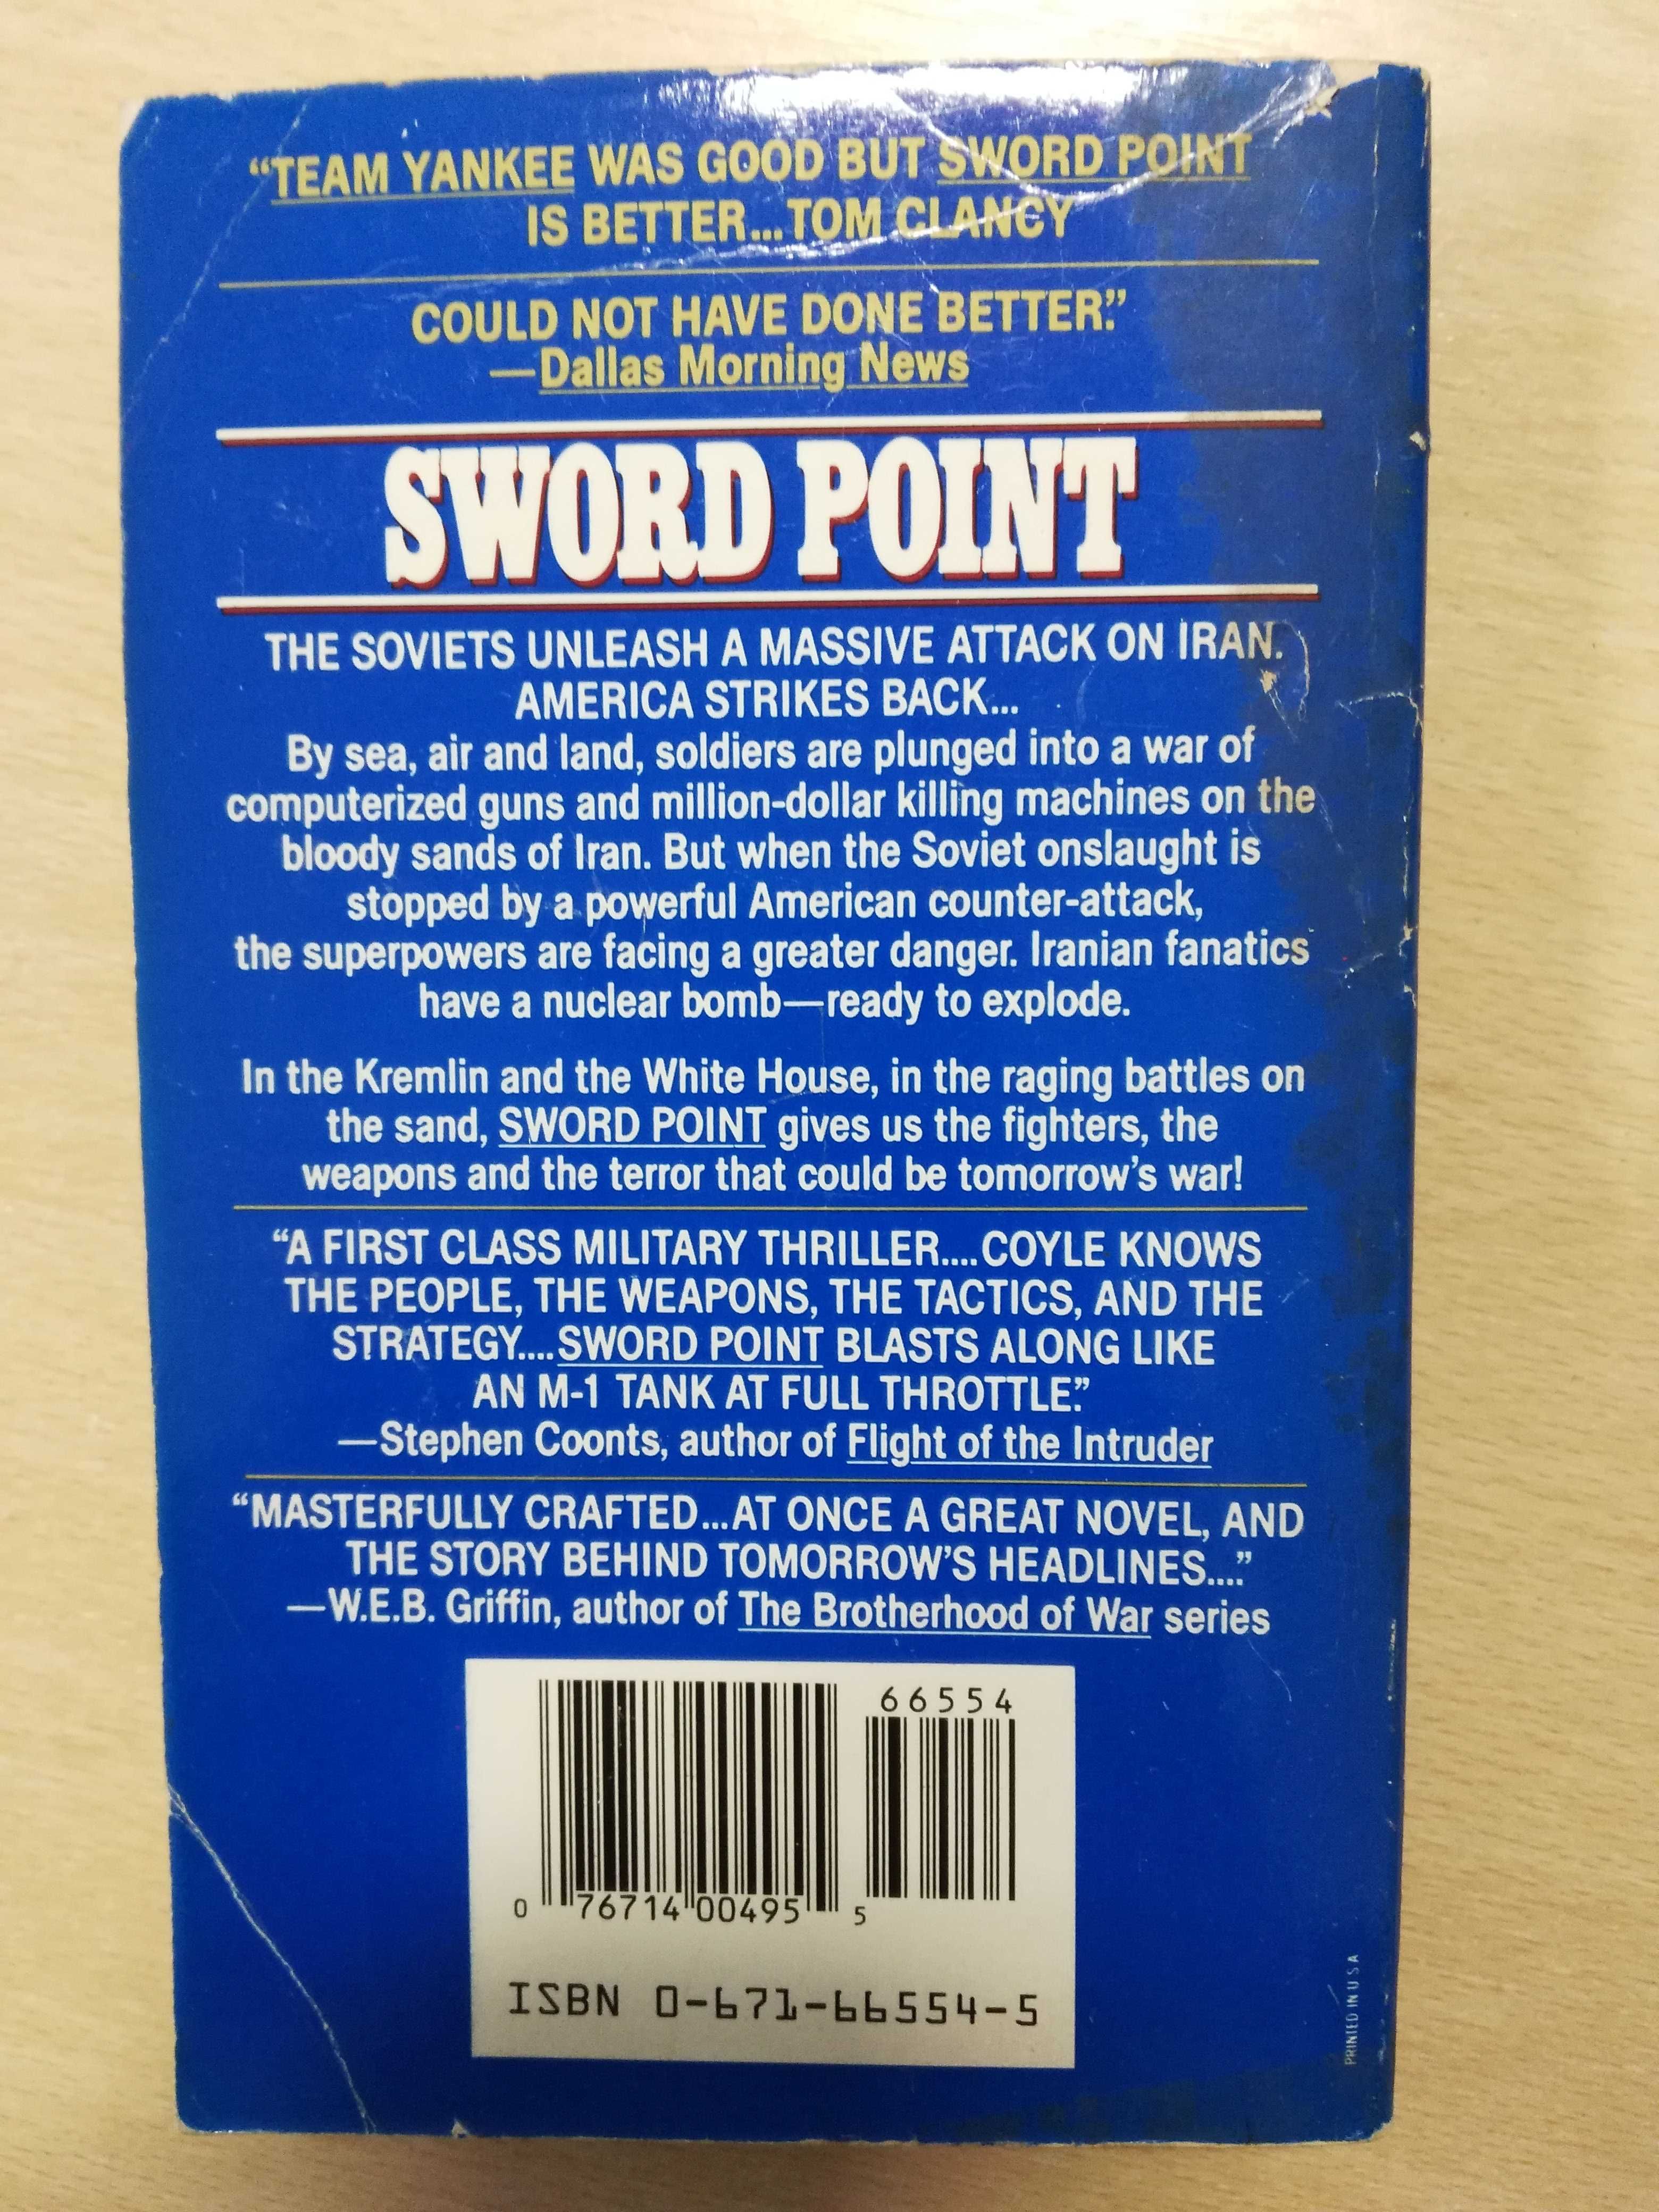 “TEAM YANKEE WAS GOOD BUT SWORD POINT
IS BETTER...TOM CLANCY
COULD NOT HAVE DONE BETTER.”
—Dallas Morning News
SWORD POINT
THE SOVIETS UNLEASH A MASSIVE ATTACK ON IRAN.
AMERICA STRIKES BACK...
By sea, air and land, soldiers are plunged into a war of
computerized guns and million-dollar killing machines on the
bloody sands of Iran. But when the Soviet onslaught is
stopped by a powerful American counter-attack,
the superpowers are facing a greater danger. Iranian fanatics
have a nuclear bomb—ready to explode.
In the Kremlin and the White House, in the raging battles on
the sand, SWORD POINT gives us the fighters, the
weapons and the terror that could be tomorrow’s war!
“A FIRST CLASS MILITARY THRILLER....COYLE KNOWS
THE PEOPLE, THE WEAPONS, THE TACTICS, AND THE
STRATEGY....SWORD POINT BLASTS ALONG LIKE
AN M-1 TANK AT FULL THROTTLE.”
—Stephen Coonts, author of Flight of the Intruder
“MASTERFULLY CRAFTED...AT ONCE A GREAT NOVEL, AND
THE STORY BEHIND TOMORROW’S HEADLINES....”
—W.E.B. Griffin, author of The Brotherhood of War series
66554
0 76714 00495 5
ISBN 0-671-66554-5
PRINTED IN U S A